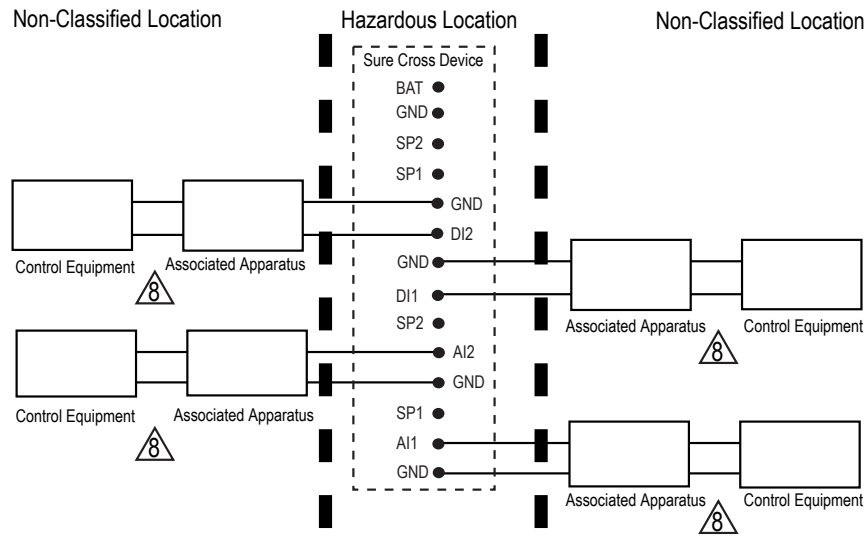 Non-Classified Location
Hazardous Location
Non-Classified Location
Sure Cross Device
BAT
GND
SP2
SP1
GND
DI2
GND
DI1
SP2
AI2
GND
SP1
AI1
GND
Control Equipment
Associated Apparatus
8
Control Equipment
Associated Apparatus
8
Associated Apparatus
Control Equipment
8
Associated Apparatus
Control Equipment
8